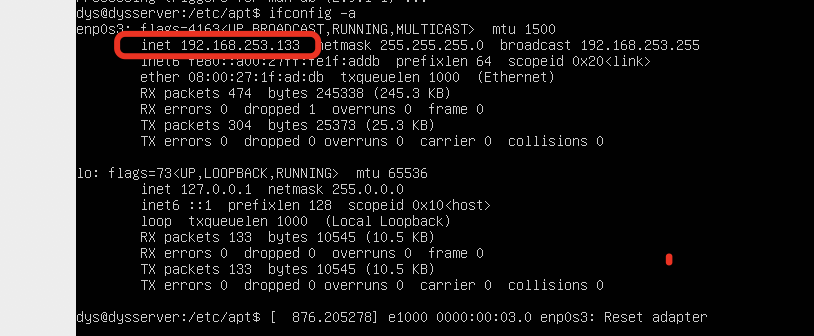 dys@dysserver:/etc/apt$ ifconfig -a
enp0s3: flags=4163<UP,BROADCAST,RUNNING,MULTICAST>  mtu 1500
        inet 192.168.253.133  netmask 255.255.255.0  broadcast 192.168.253.255
        inet6 fe80::a00:27ff:fe1f:addb  prefixlen 64  scopeid 0x20<link>
        ether 08:00:27:1f:ad:db  txqueuelen 1000  (Ethernet)
        RX packets 474  bytes 245338 (245.3 KB)
        RX errors 0  dropped 1  overruns 0  frame 0
        TX packets 304  bytes 25373 (25.3 KB)
        TX errors 0  dropped 0 overruns 0  carrier 0  collisions 0

lo: flags=73<UP,LOOPBACK,RUNNING>  mtu 65536
        inet 127.0.0.1  netmask 255.0.0.0
        inet6 ::1  prefixlen 128  scopeid 0x10<host>
        loop  txqueuelen 1000  (Local Loopback)
        RX packets 133  bytes 10545 (10.5 KB)
        RX errors 0  dropped 0  overruns 0  frame 0
        TX packets 133  bytes 10545 (10.5 KB)
        TX errors 0  dropped 0 overruns 0  carrier 0  collisions 0

dys@dysserver:/etc/apt$ [  876.205278] e1000 0000:00:03.0 enp0s3: Reset adapter